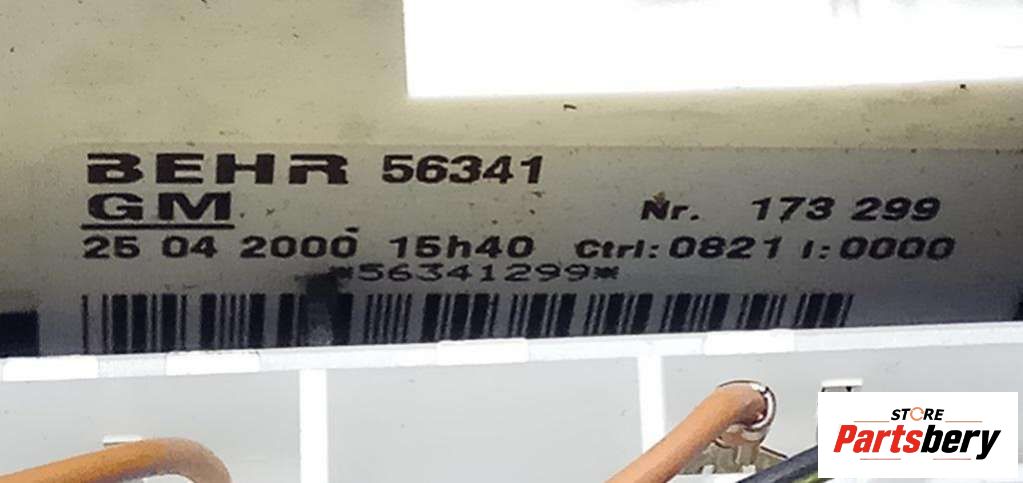 BEHR 56341
GM Nr. 173 299
25 04 2000 15h40 Ctrl: 0821 I: 0000
*56341299*
STORE
Partsbery